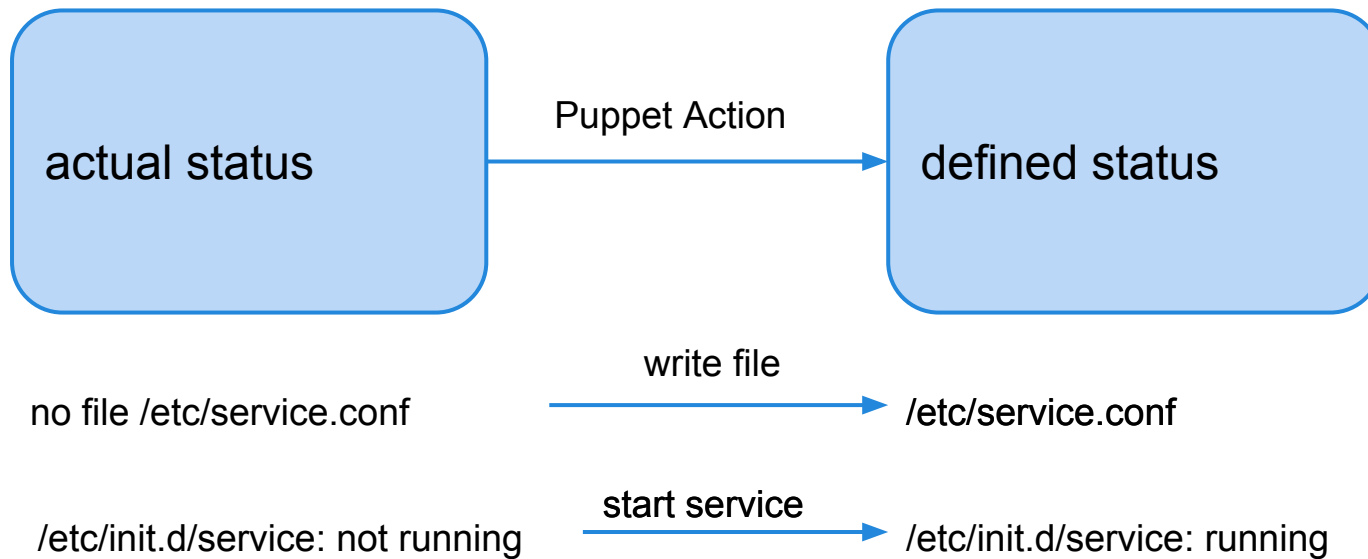 Puppet Action
actual status
defined status
write file
no file /etc/service.conf
/etc/service.conf
start service
/etc/init.d/service: not running
/etc/init.d/service: running